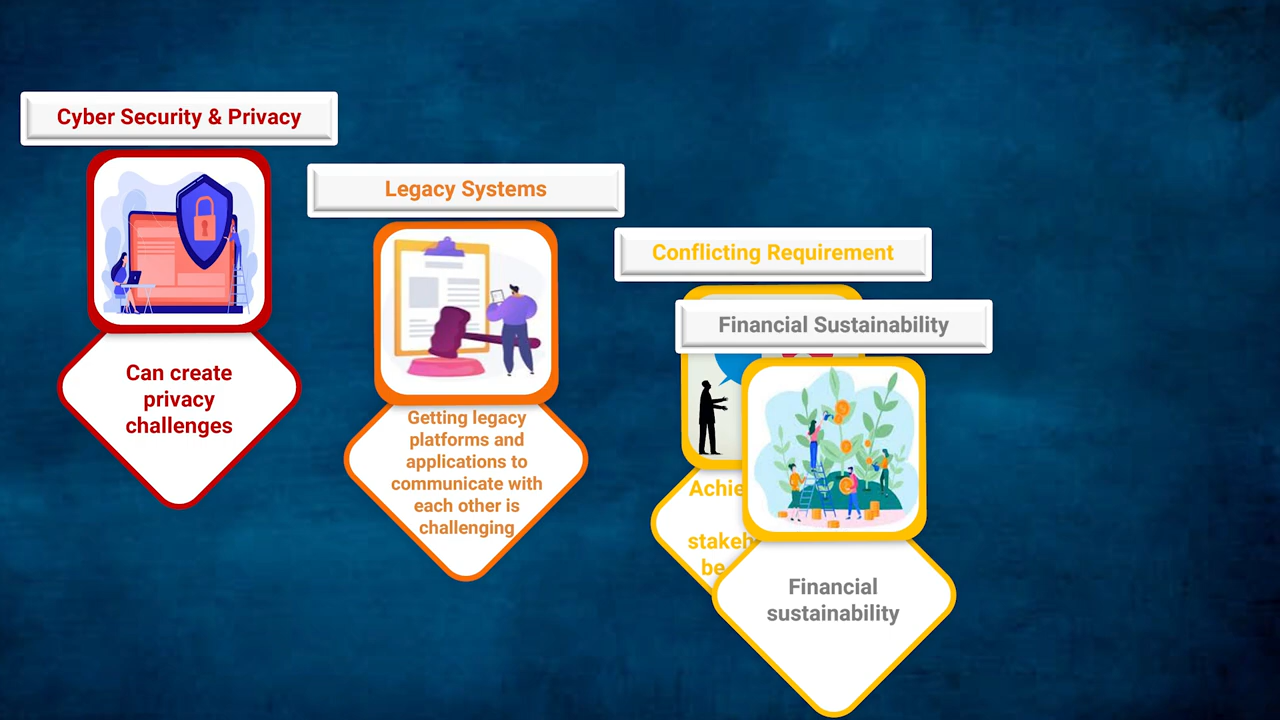 Cyber Security & Privacy
Can create
privacy
challenges
Legacy Systems
Getting legacy
platforms and
applications to
communicate with
each other is
challenging
Conflicting Requirement
be
Financial Sustainability
Financial
sustainability